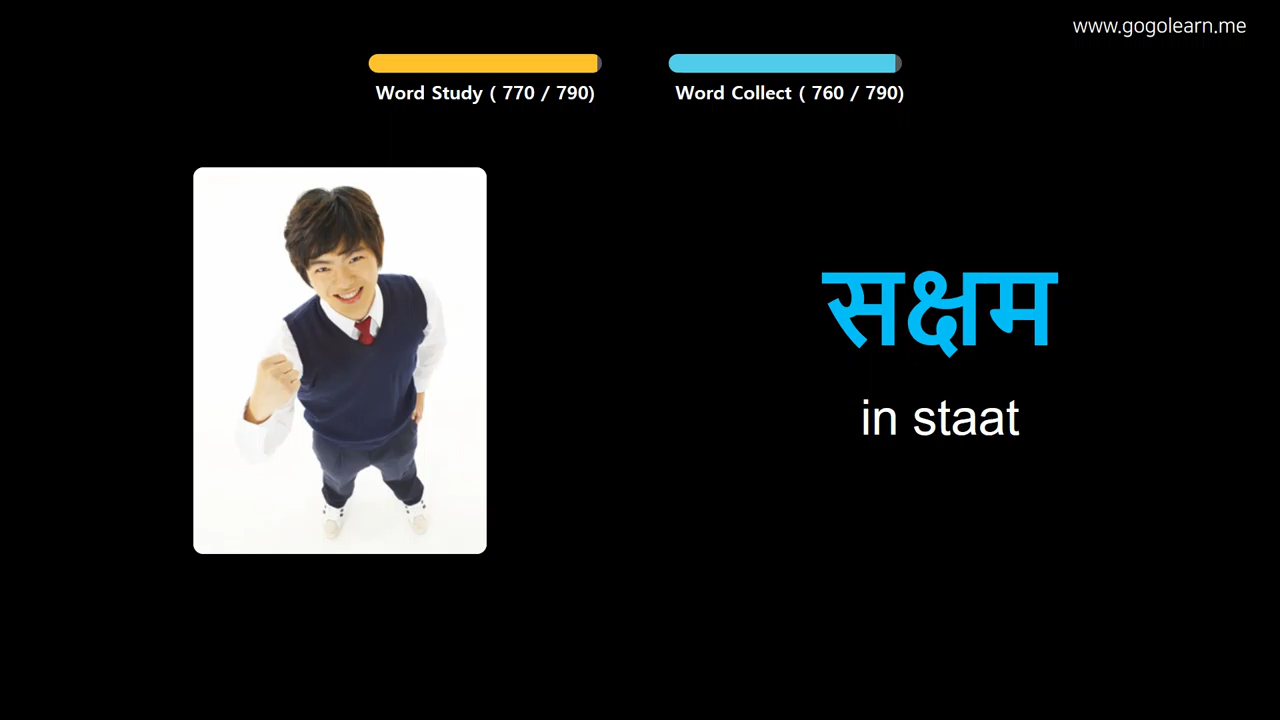 www.gogolearn.me
Word Study ( 770 / 790)
Word Collect ( 760 / 790)
सक्षम
in staat